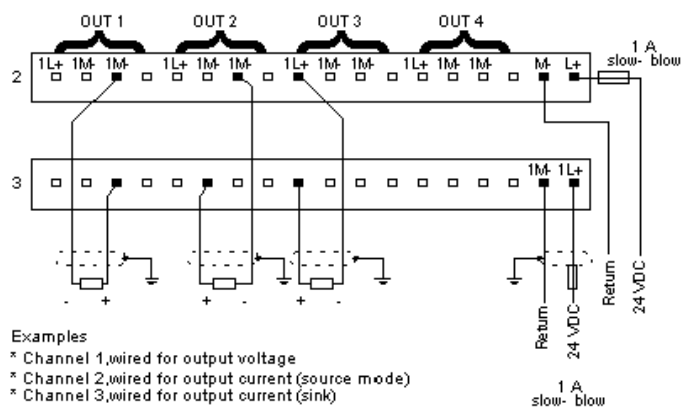 OUT 1 OUT 2 OUT 3 OUT 4
1 A
slow- blow
1L+ 1M- 1M- 1L+ 1M- 1M- 1L+ 1M- 1M- 1L+ 1M- 1M- M- L+
2
1M- 1L+
3
- + + - + -
Return
24 VDC
Return
24 VDC
1 A
slow- blow
Examples
* Channel 1,wired for output voltage
* Channel 2,wired for output current (source mode)
* Channel 3,wired for output current (sink)